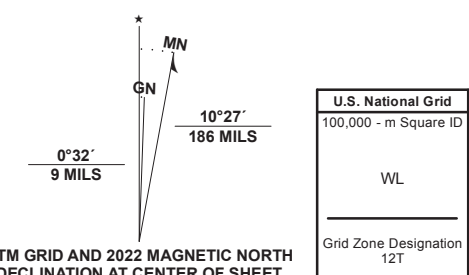 ★
MN
GN
0°32´
9 MILS
10°27´
186 MILS
TM GRID AND 2022 MAGNETIC NORTH
DECLINATION AT CENTER OF SHEET
U.S. National Grid
100,000 - m Square ID
WL
Grid Zone Designation
12T